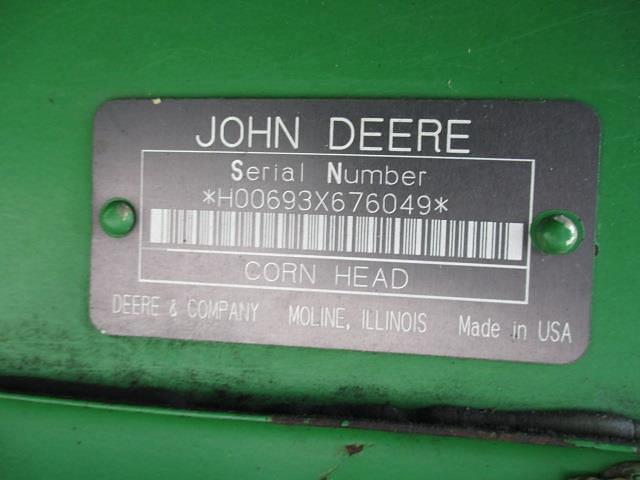 JOHN DEERE
Serial Number
*H00693X676049*
CORN HEAD
DEERE & COMPANY MOLINE, ILLINOIS Made in USA